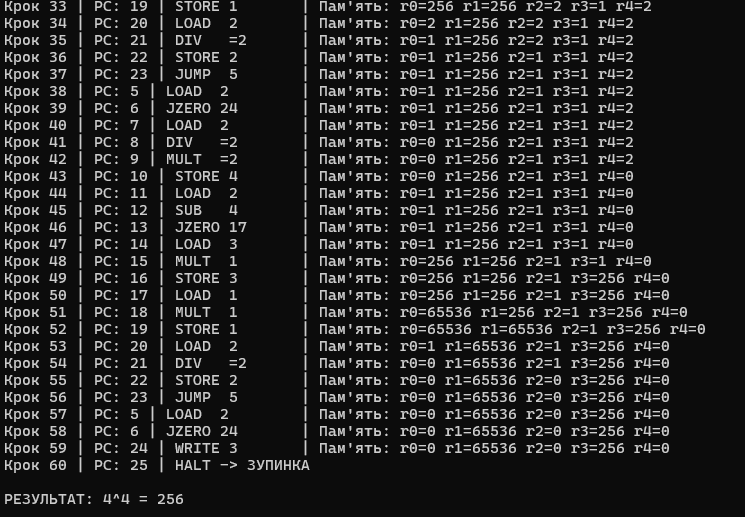 Крок 33 | PC: 19 | STORE 1       | Пам'ять: r0=256 r1=256 r2=2 r3=1 r4=2
Крок 34 | PC: 20 | LOAD  2       | Пам'ять: r0=2 r1=256 r2=2 r3=1 r4=2
Крок 35 | PC: 21 | DIV   =2      | Пам'ять: r0=1 r1=256 r2=2 r3=1 r4=2
Крок 36 | PC: 22 | STORE 2       | Пам'ять: r0=1 r1=256 r2=1 r3=1 r4=2
Крок 37 | PC: 23 | JUMP  5       | Пам'ять: r0=1 r1=256 r2=1 r3=1 r4=2
Крок 38 | PC: 5 | LOAD  2        | Пам'ять: r0=1 r1=256 r2=1 r3=1 r4=2
Крок 39 | PC: 6 | JZERO 24       | Пам'ять: r0=1 r1=256 r2=1 r3=1 r4=2
Крок 40 | PC: 7 | LOAD  2        | Пам'ять: r0=1 r1=256 r2=1 r3=1 r4=2
Крок 41 | PC: 8 | DIV   =2       | Пам'ять: r0=0 r1=256 r2=1 r3=1 r4=2
Крок 42 | PC: 9 | MULT  =2       | Пам'ять: r0=0 r1=256 r2=1 r3=1 r4=2
Крок 43 | PC: 10 | STORE 4       | Пам'ять: r0=0 r1=256 r2=1 r3=1 r4=0
Крок 44 | PC: 11 | LOAD  2       | Пам'ять: r0=1 r1=256 r2=1 r3=1 r4=0
Крок 45 | PC: 12 | SUB   4       | Пам'ять: r0=1 r1=256 r2=1 r3=1 r4=0
Крок 46 | PC: 13 | JZERO 17      | Пам'ять: r0=1 r1=256 r2=1 r3=1 r4=0
Крок 47 | PC: 14 | LOAD  3       | Пам'ять: r0=1 r1=256 r2=1 r3=1 r4=0
Крок 48 | PC: 15 | MULT  1       | Пам'ять: r0=256 r1=256 r2=1 r3=1 r4=0
Крок 49 | PC: 16 | STORE 3       | Пам'ять: r0=256 r1=256 r2=1 r3=256 r4=0
Крок 50 | PC: 17 | LOAD  1       | Пам'ять: r0=256 r1=256 r2=1 r3=256 r4=0
Крок 51 | PC: 18 | MULT  1       | Пам'ять: r0=65536 r1=256 r2=1 r3=256 r4=0
Крок 52 | PC: 19 | STORE 1       | Пам'ять: r0=65536 r1=65536 r2=1 r3=256 r4=0
Крок 53 | PC: 20 | LOAD  2       | Пам'ять: r0=1 r1=65536 r2=1 r3=256 r4=0
Крок 54 | PC: 21 | DIV   =2      | Пам'ять: r0=0 r1=65536 r2=1 r3=256 r4=0
Крок 55 | PC: 22 | STORE 2       | Пам'ять: r0=0 r1=65536 r2=0 r3=256 r4=0
Крок 56 | PC: 23 | JUMP  5       | Пам'ять: r0=0 r1=65536 r2=0 r3=256 r4=0
Крок 57 | PC: 5 | LOAD  2        | Пам'ять: r0=0 r1=65536 r2=0 r3=256 r4=0
Крок 58 | PC: 6 | JZERO 24       | Пам'ять: r0=0 r1=65536 r2=0 r3=256 r4=0
Крок 59 | PC: 24 | WRITE 3       | Пам'ять: r0=0 r1=65536 r2=0 r3=256 r4=0
Крок 60 | PC: 25 | HALT -> ЗУПИНКА
РЕЗУЛЬТАТ: 4^4 = 256